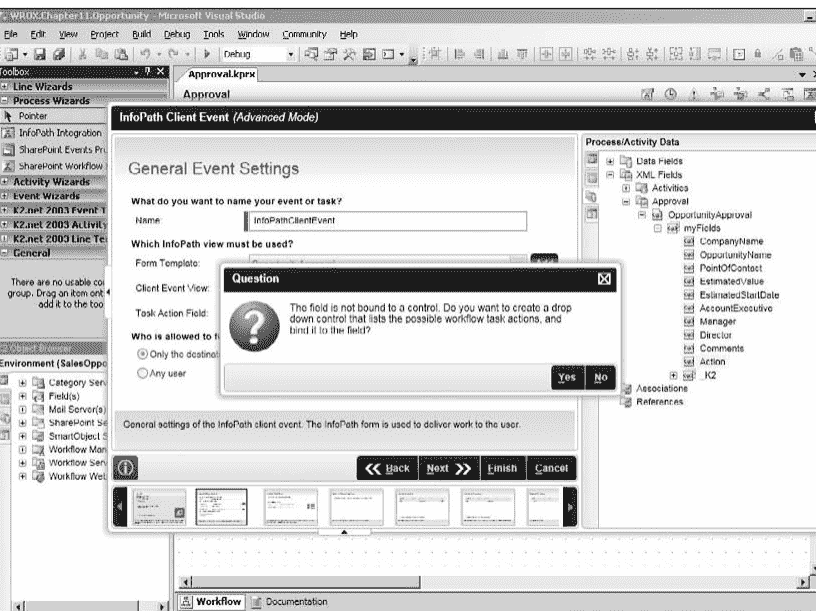 WROX.Chapter11.Opportunity - Microsoft Visual Studio
File Edit View Project Build Debug Tools Window Community Help
Debug
Toolbox
Approval.kprx
Line Wizards
Process Wizards
Approval
Pointer
InfoPath Integration
SharePoint Events Pr
SharePoint Workflow
Activity Wizards
Event Wizards
K2.net 2003 Event T
K2.net 2003 Activity
K2.net 2003 Line Te
General
There are no usable co
group. Drag an item ont
add it to the too
InfoPath Client Event (Advanced Mode)
General Event Settings
What do you want to name your event or task?
Name:
InfoPathClientEvent
Which InfoPath view must be used?
Form Template:
Client Event View:
Task Action Field:
Who is allowed to f
Only the destinat
Any user
General settings of the InfoPath client event. The InfoPath form is used to deliver work to the user.
Back Next Finish Cancel
Question
The field is not bound to a control. Do you want to create a drop
down control that lists the possible workflow task actions, and
bind it to the field?
Yes No
Process/Activity Data
Data Fields
XML Fields
Activities
Approval
OpportunityApproval
myFields
CompanyName
OpportunityName
PointOfContact
EstimatedValue
EstimatedStartDate
AccountExecutive
Manager
Director
Comments
Action
_K2
Associations
References
Object Browser
Environment (SalesOppo
Category Ser
Field(s)
Mail Server(s)
SharePoint Se
SmartObject S
Workflow Man
Workflow Serv
Workflow Web
Workflow Documentation